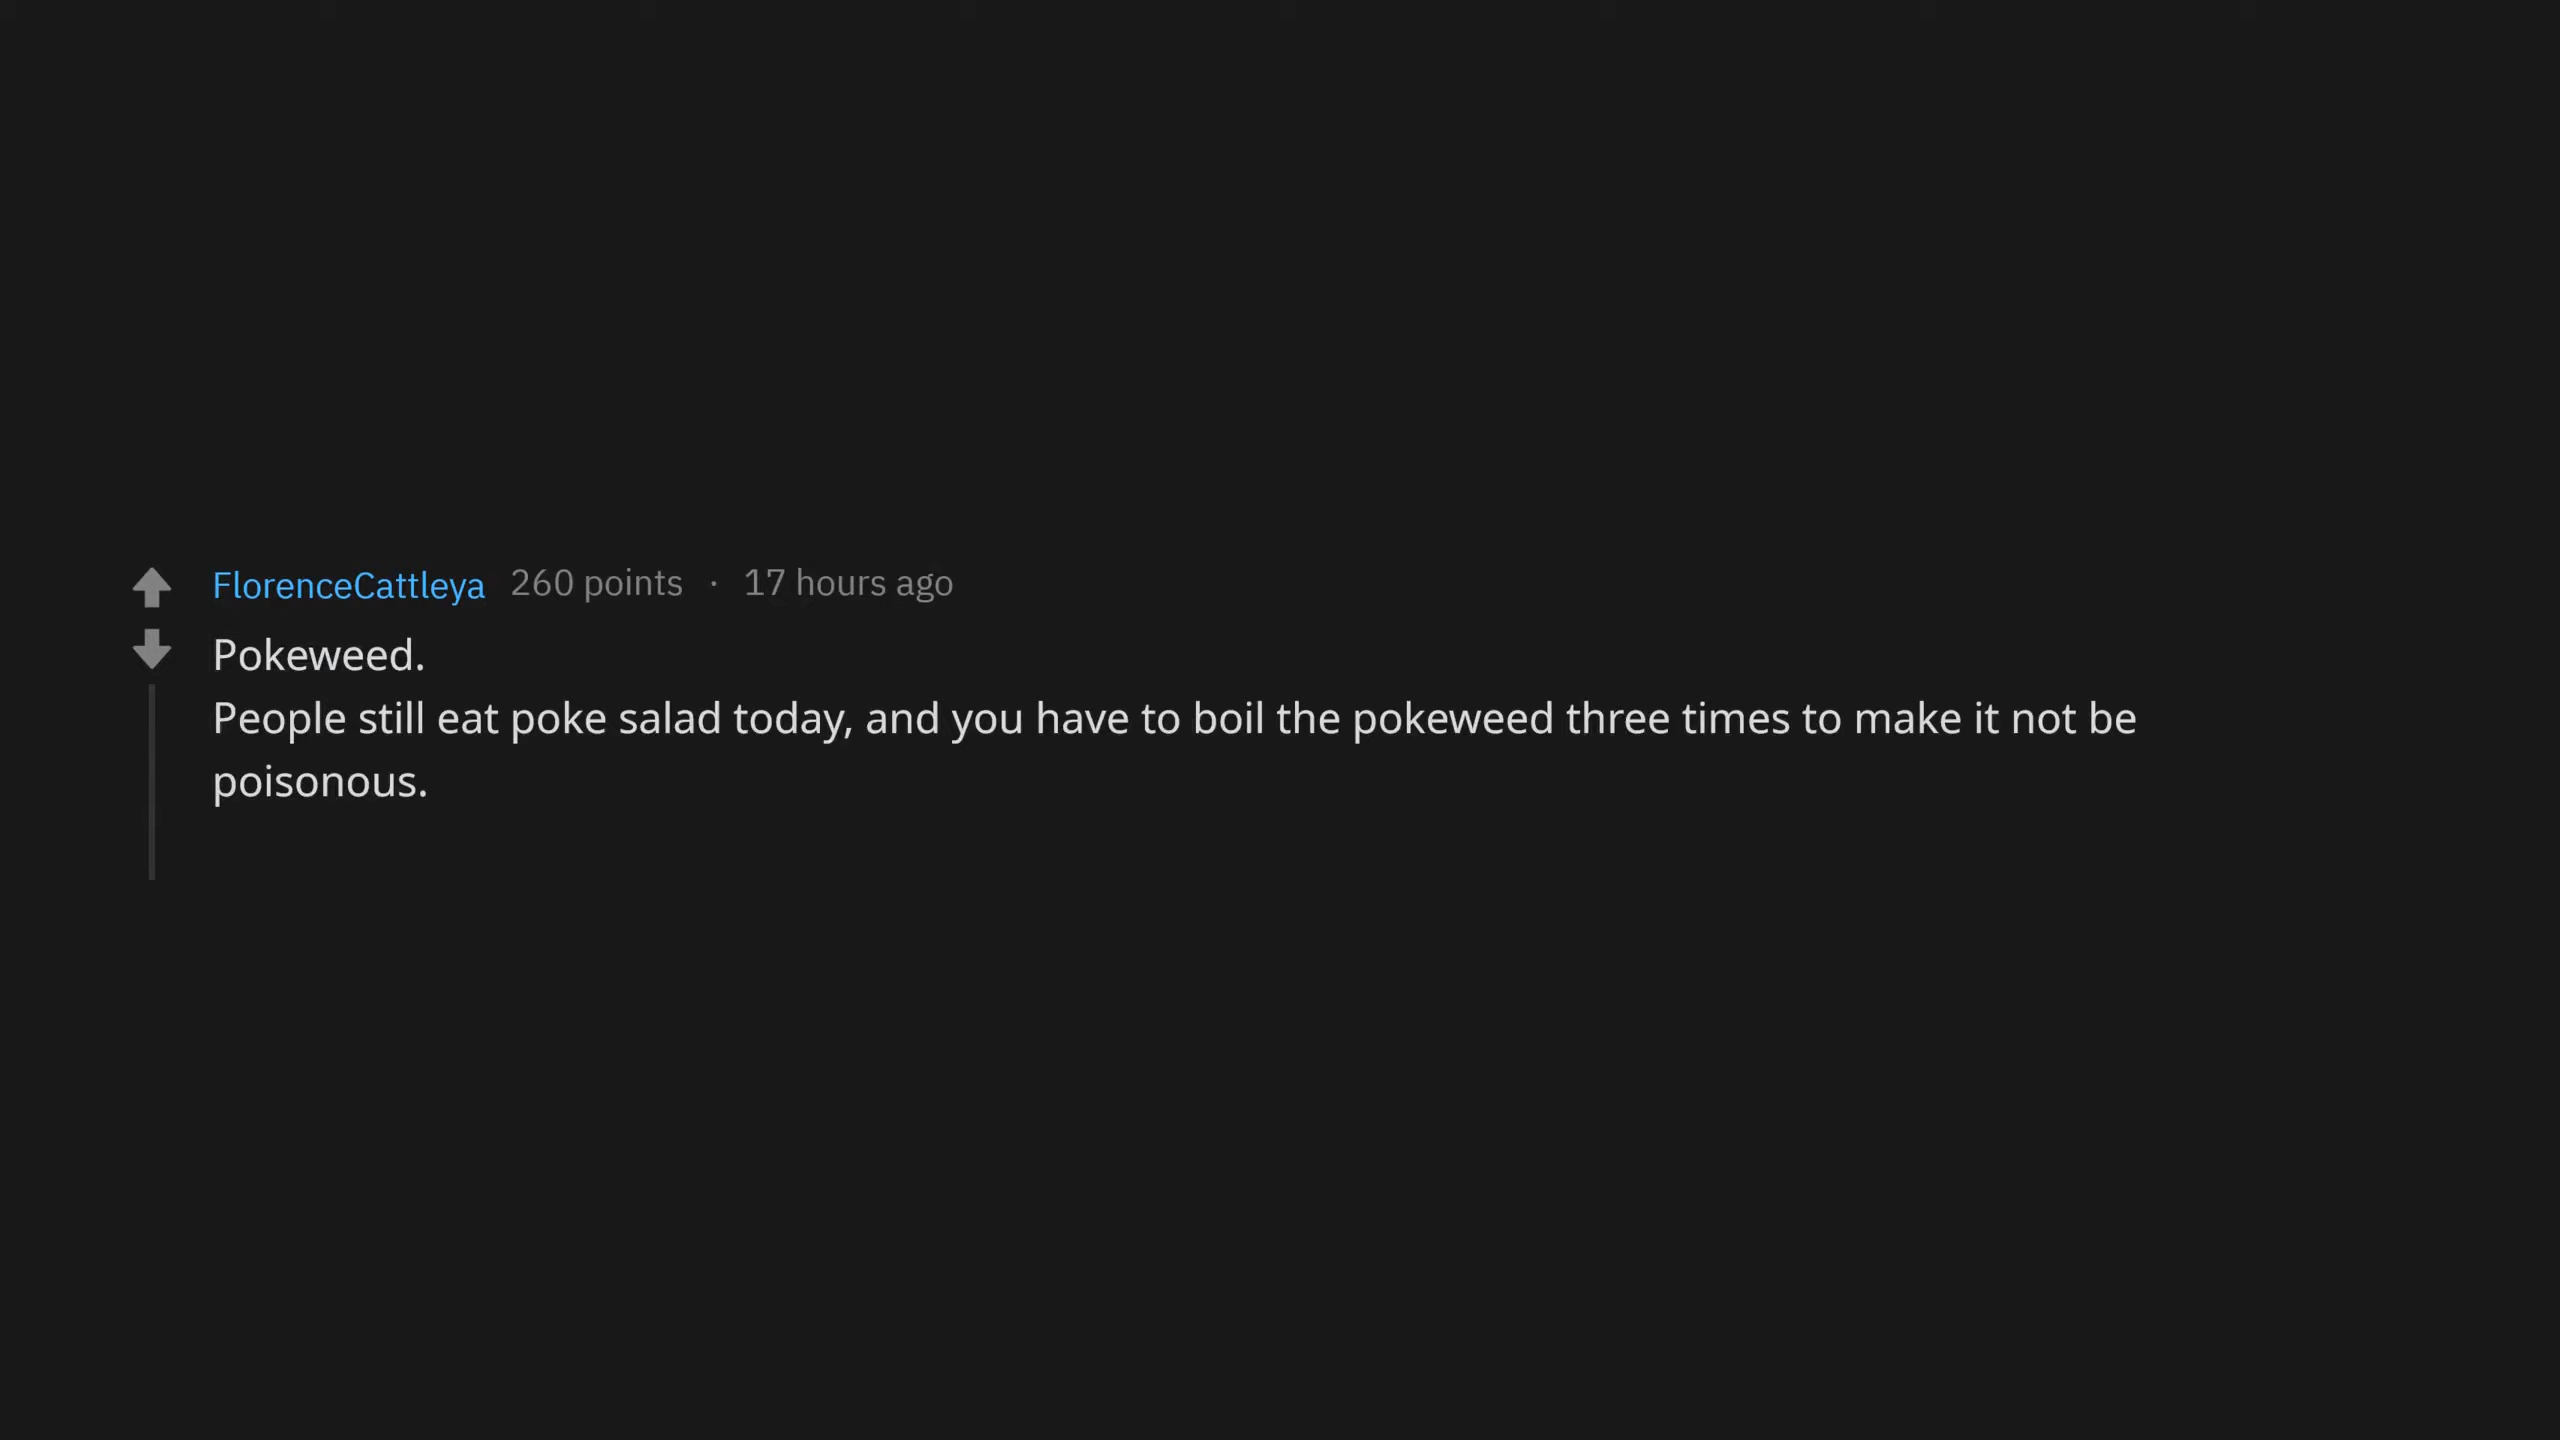 FlorenceCattleya 260 points · 17 hours ago
Pokeweed.
People still eat poke salad today, and you have to boil the pokeweed three times to make it not be
poisonous.